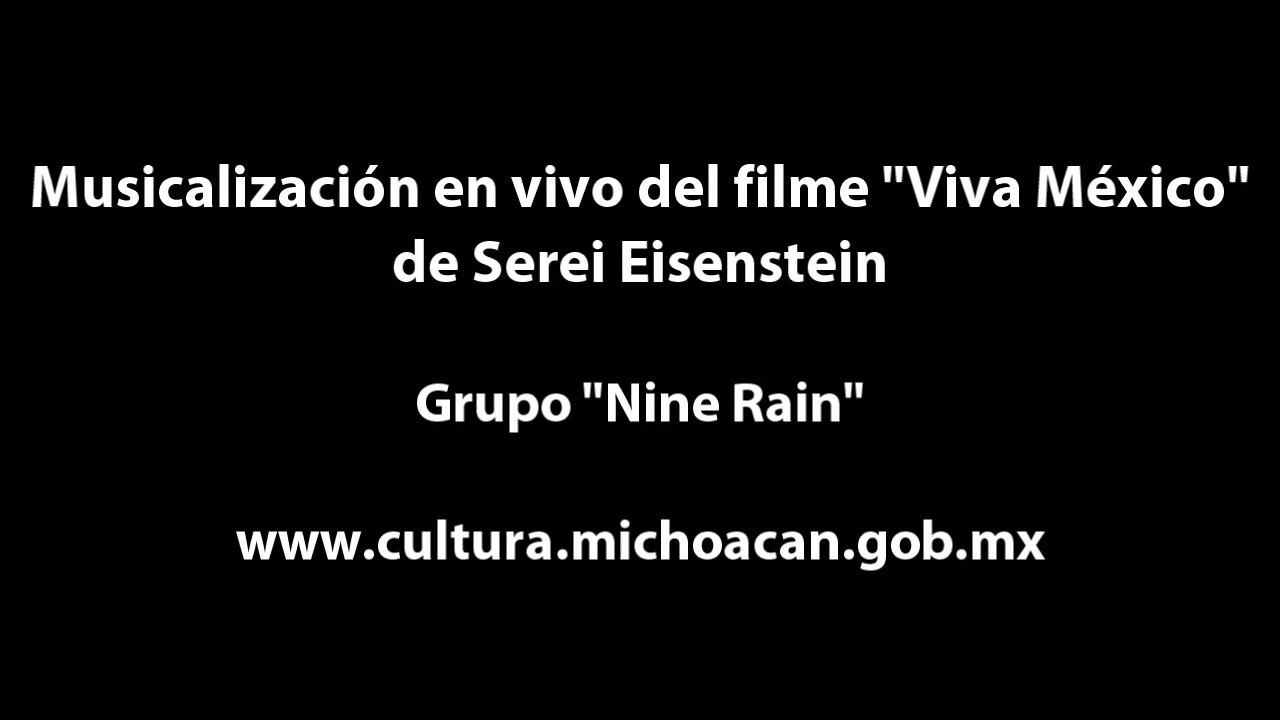 Musicalización en vivo del filme "Viva México"
de Serei Eisenstein
Grupo "Nine Rain"
www.cultura.michoacan.gob.mx